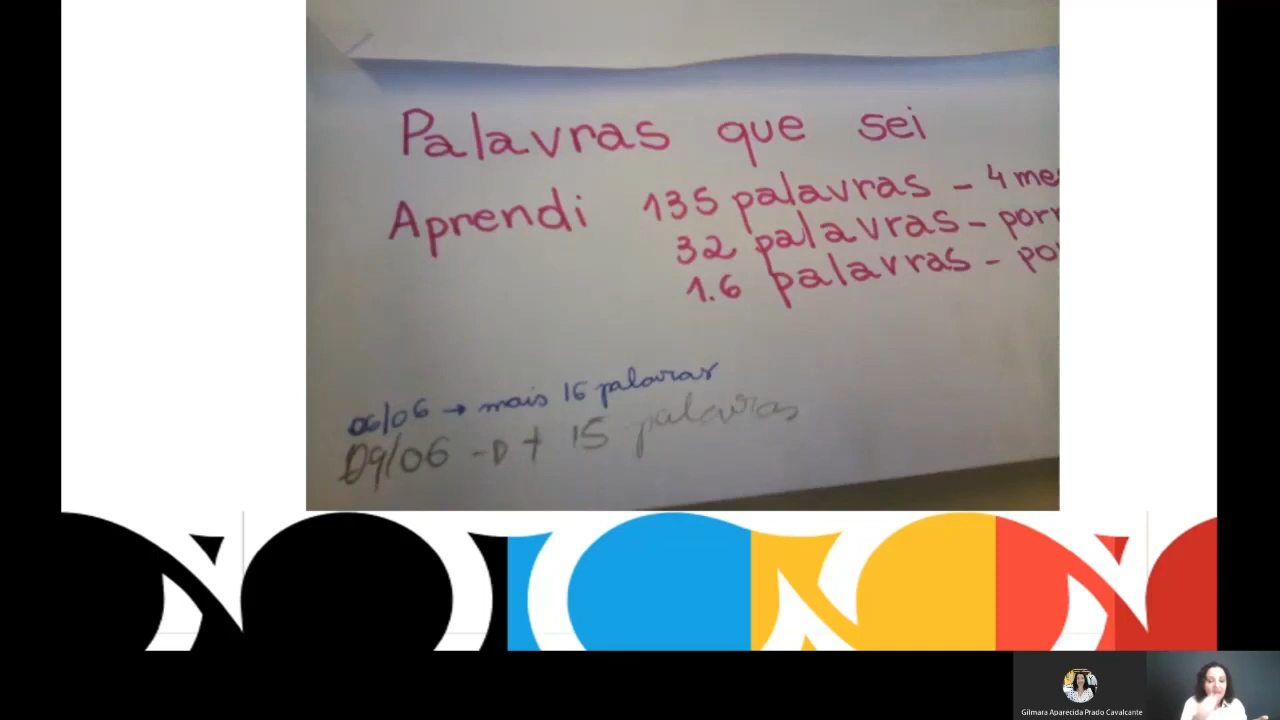 Palavras que sei
Aprendi 135 palavras - 4 me
32 palavras - por
1.6 palavras - po
06/06 → mais 16 palavras
09/06 → + 15 palavras
Gilmara Aparecida Prado Cavalcante